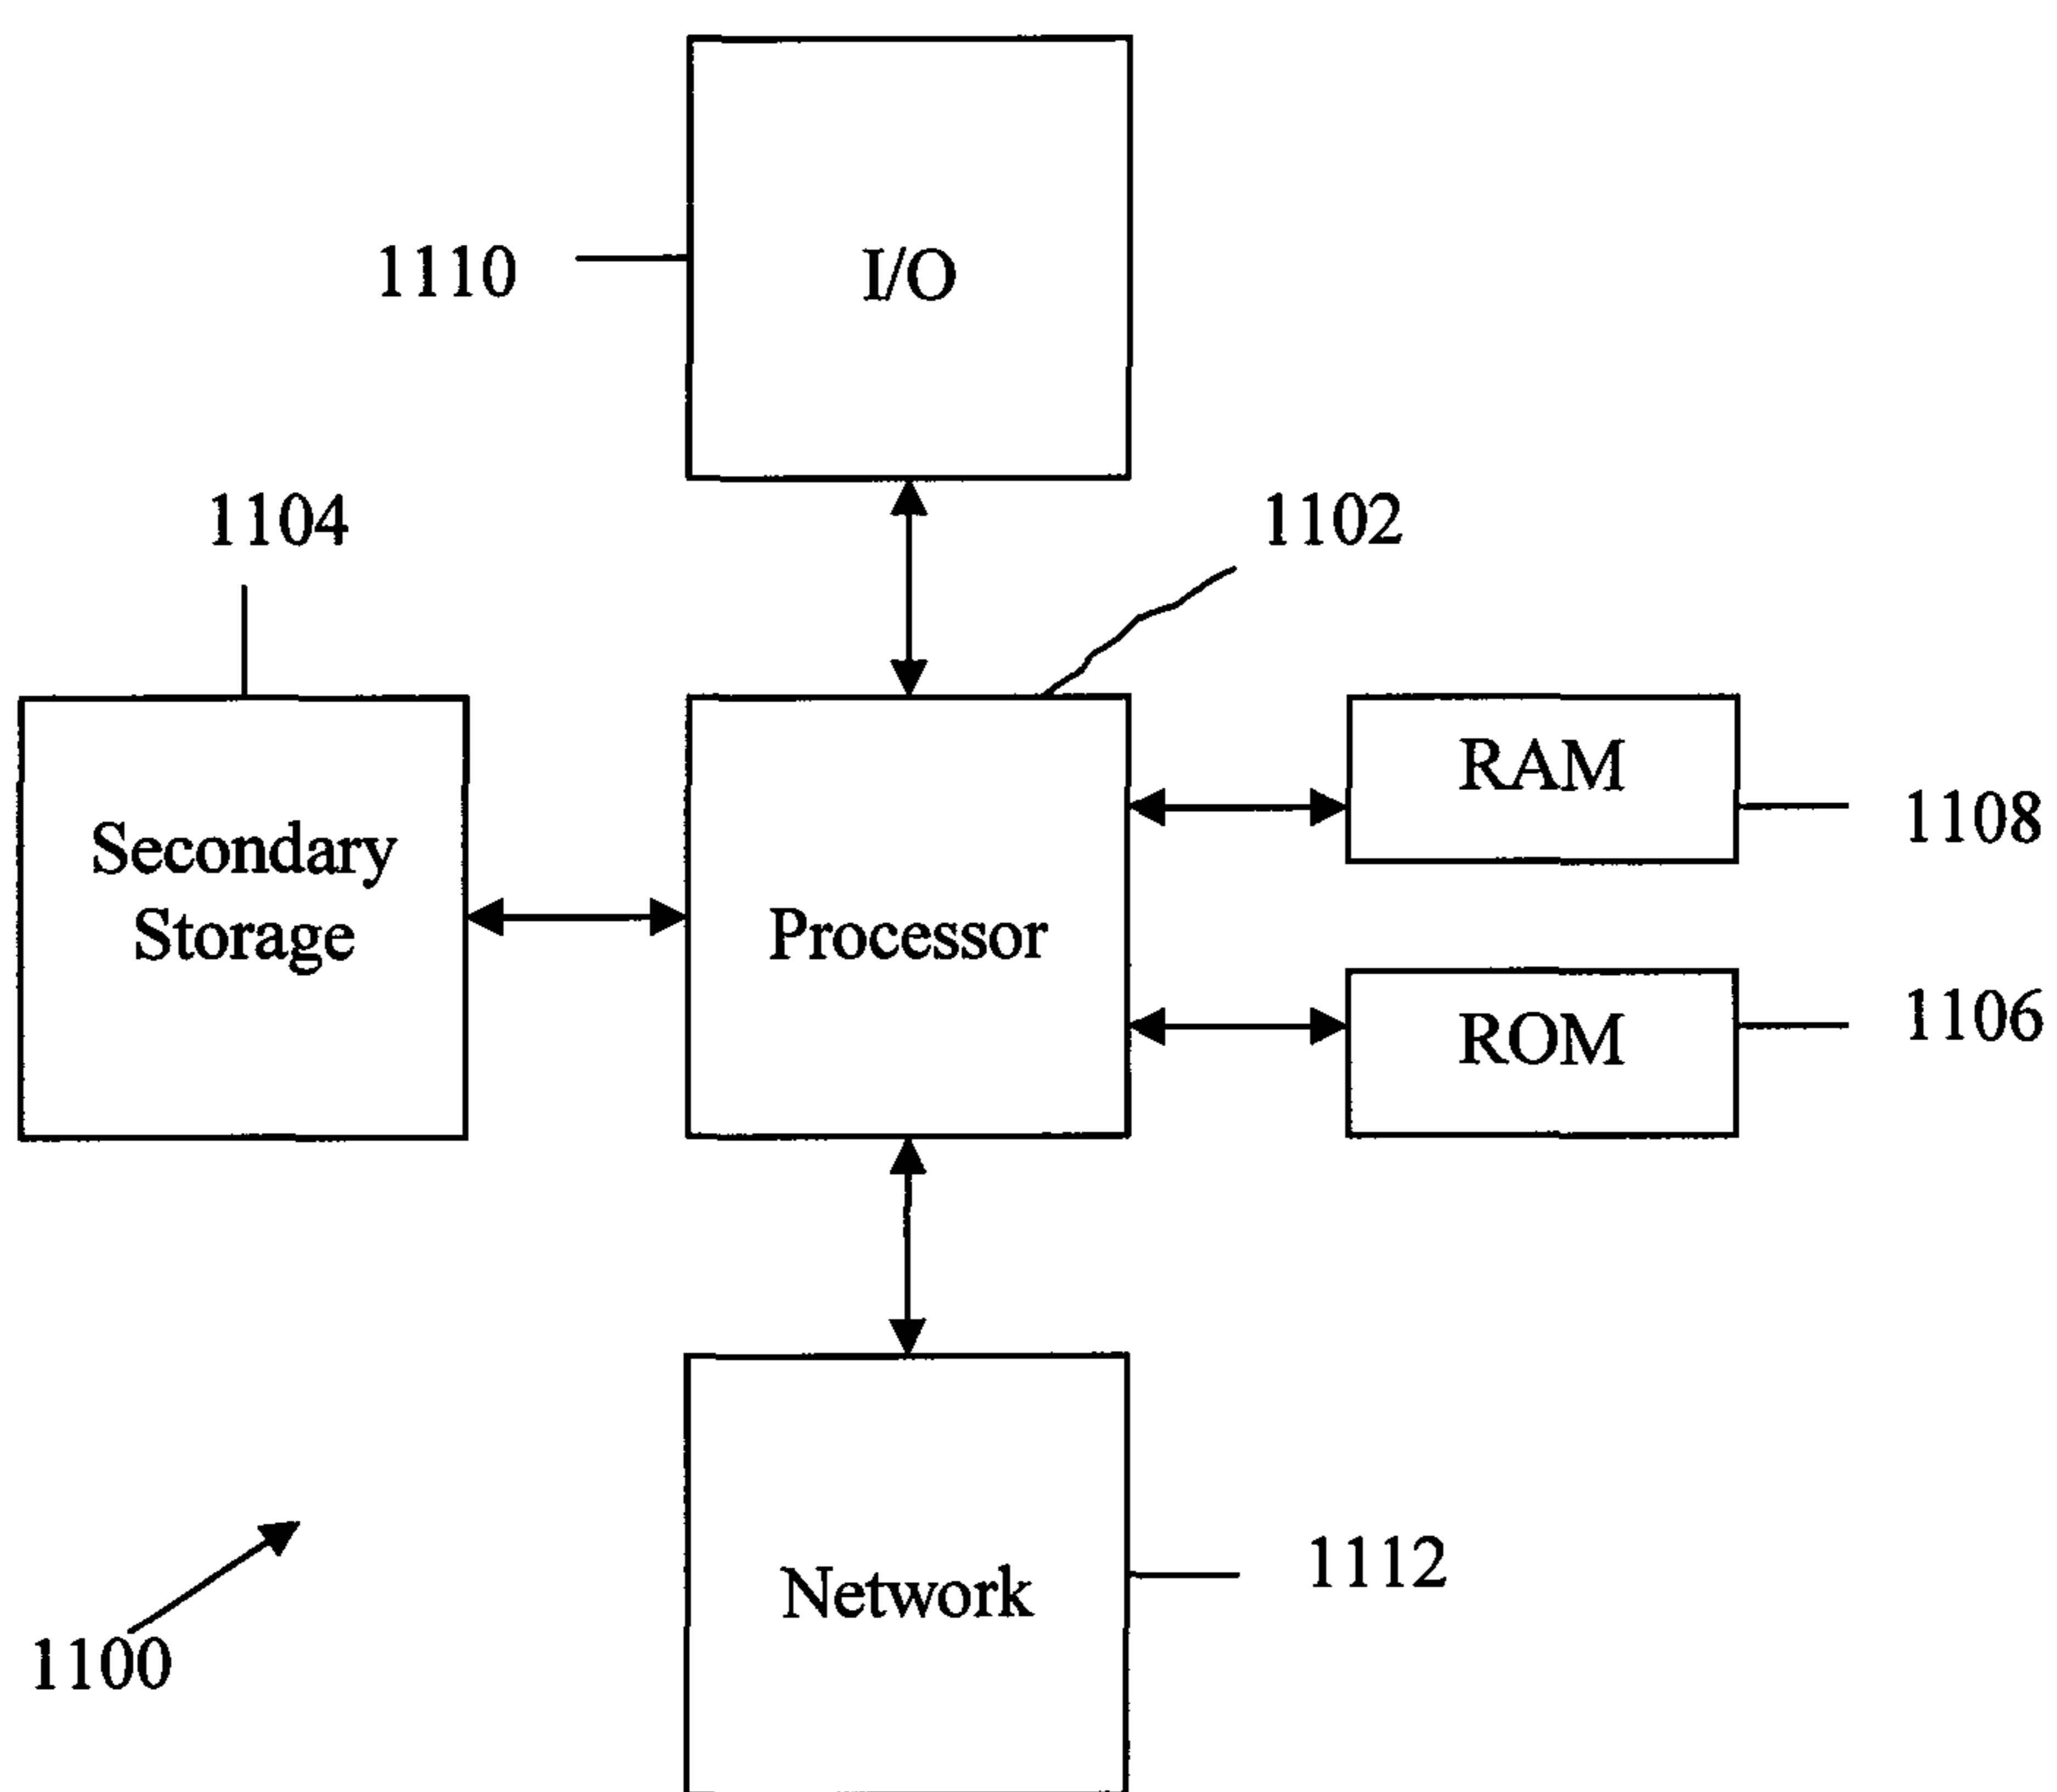 1110
I/O
1104
1102
Secondary
Storage
Processor
RAM
1108
ROM
1106
Network
1112
1100